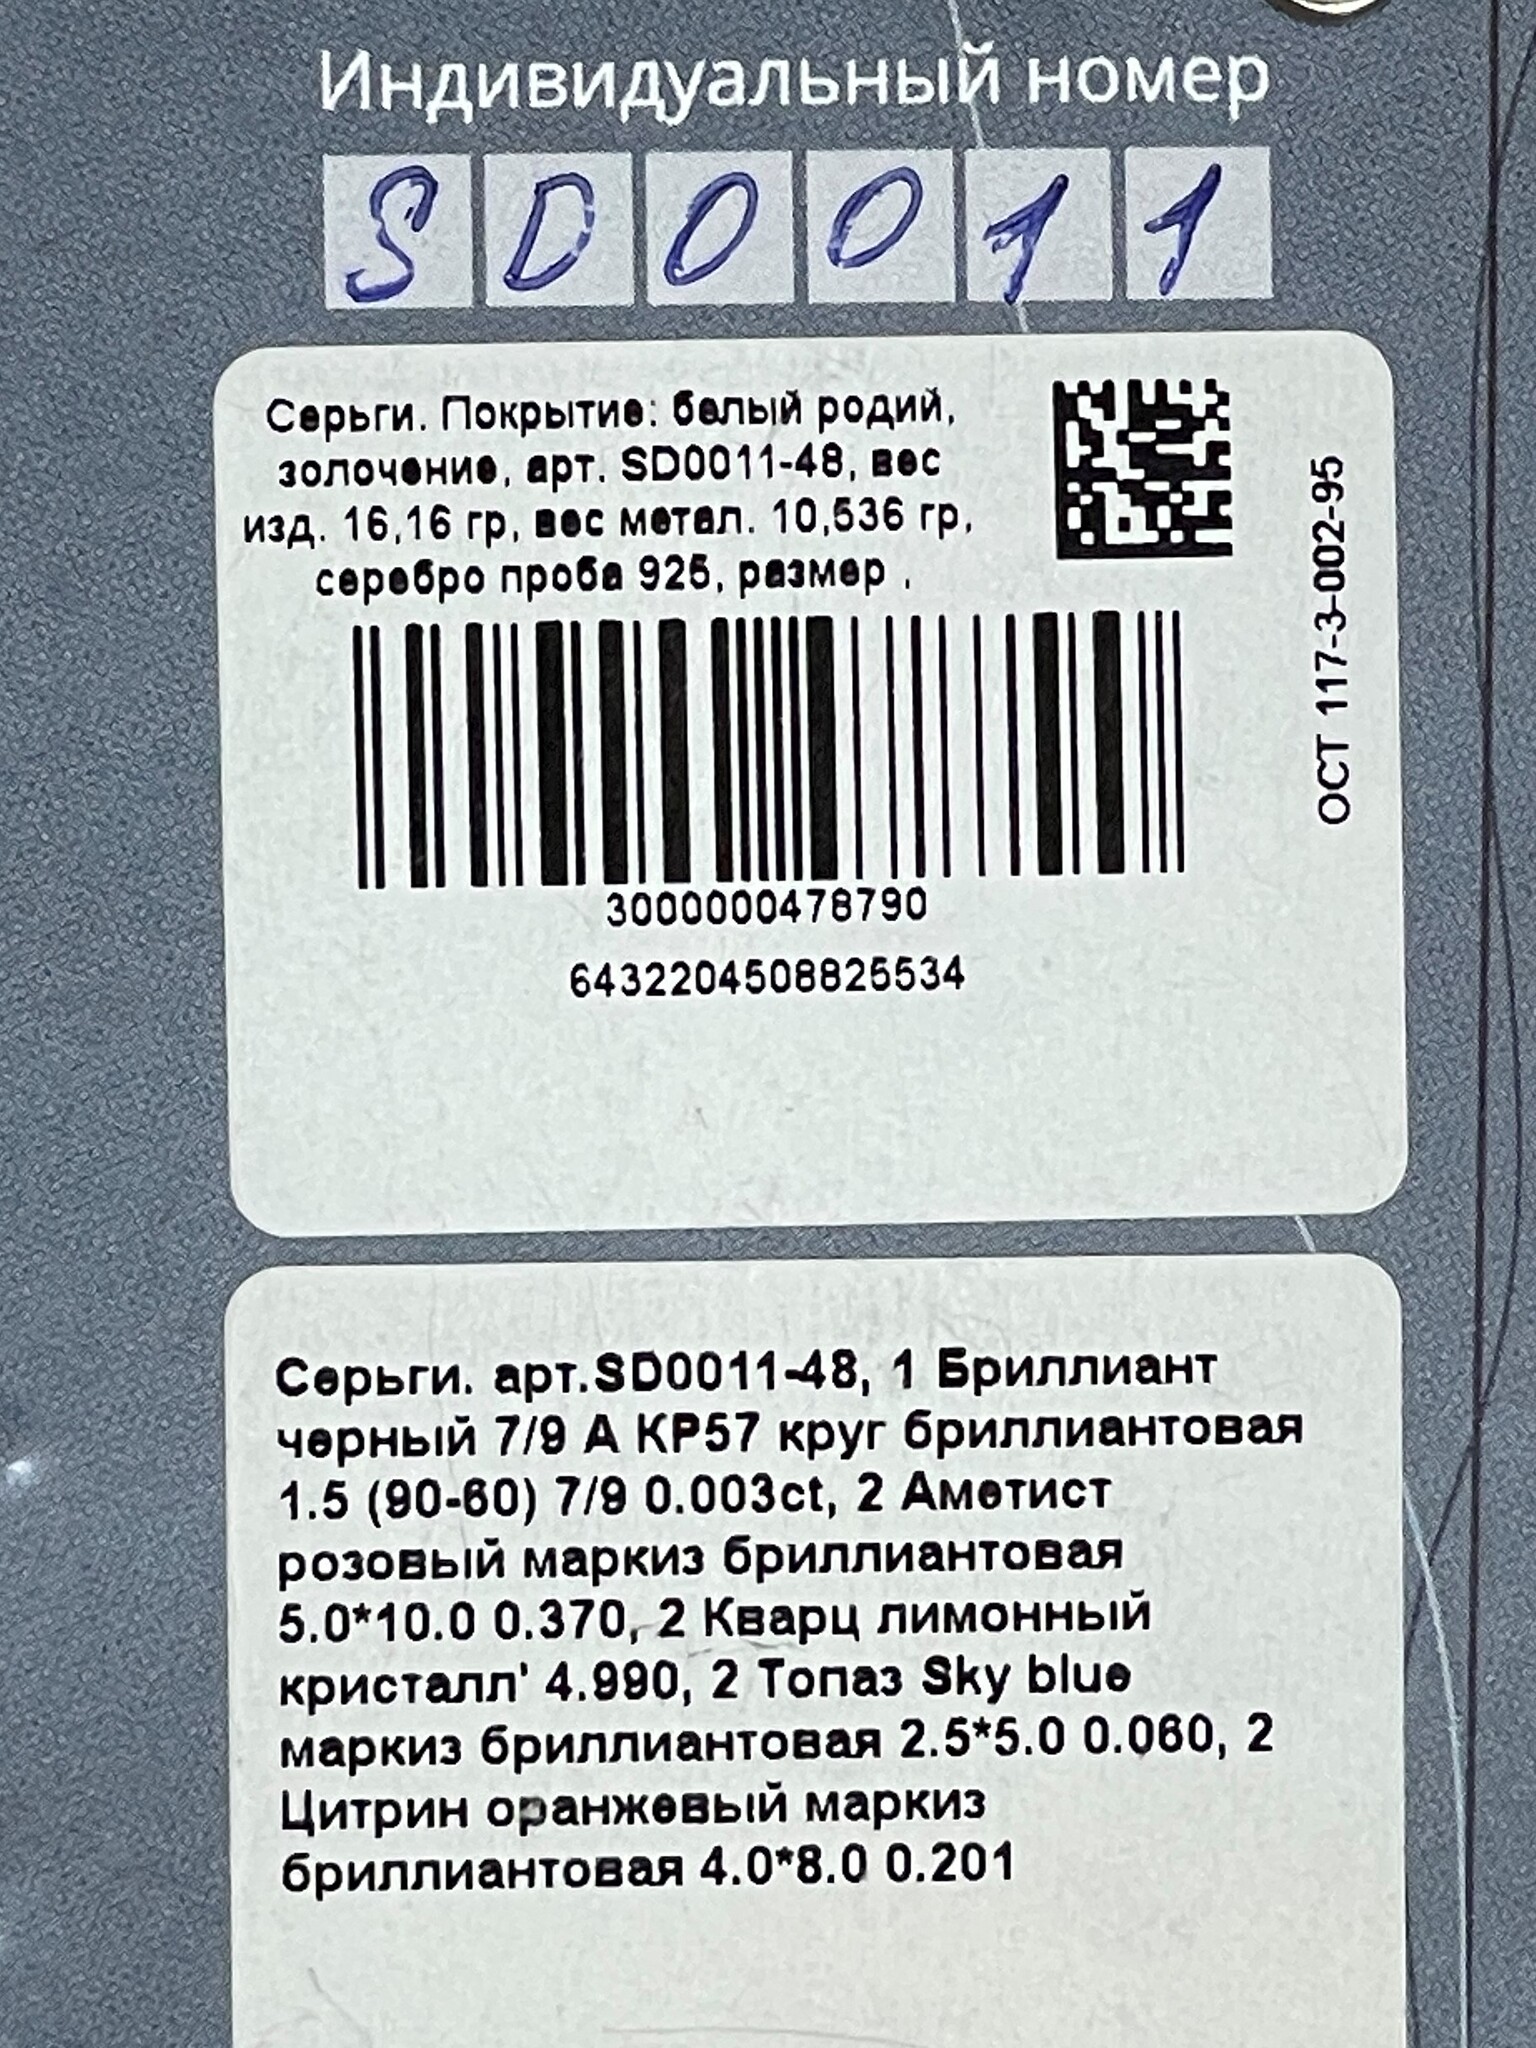 Индивидуальный номер
SD0011
Серьги. Покрытие: белый родий,
золочение, арт. SD0011-48, вес
изд. 16,16 гр, вес метал. 10,536 гр,
серебро проба 925, размер ,
ОСТ 117-3-002-95
3000000478790
6432204508825534
Серьги. арт.SD0011-48, 1 Бриллиант
черный 7/9 А КР57 круг бриллиантовая
1.5 (90-60) 7/9 0.003ct, 2 Аметист
розовый маркиз бриллиантовая
5.0*10.0 0.370, 2 Кварц лимонный
кристалл' 4.990, 2 Топаз Sky blue
маркиз бриллиантовая 2.5*5.0 0.060, 2
Цитрин оранжевый маркиз
бриллиантовая 4.0*8.0 0.201